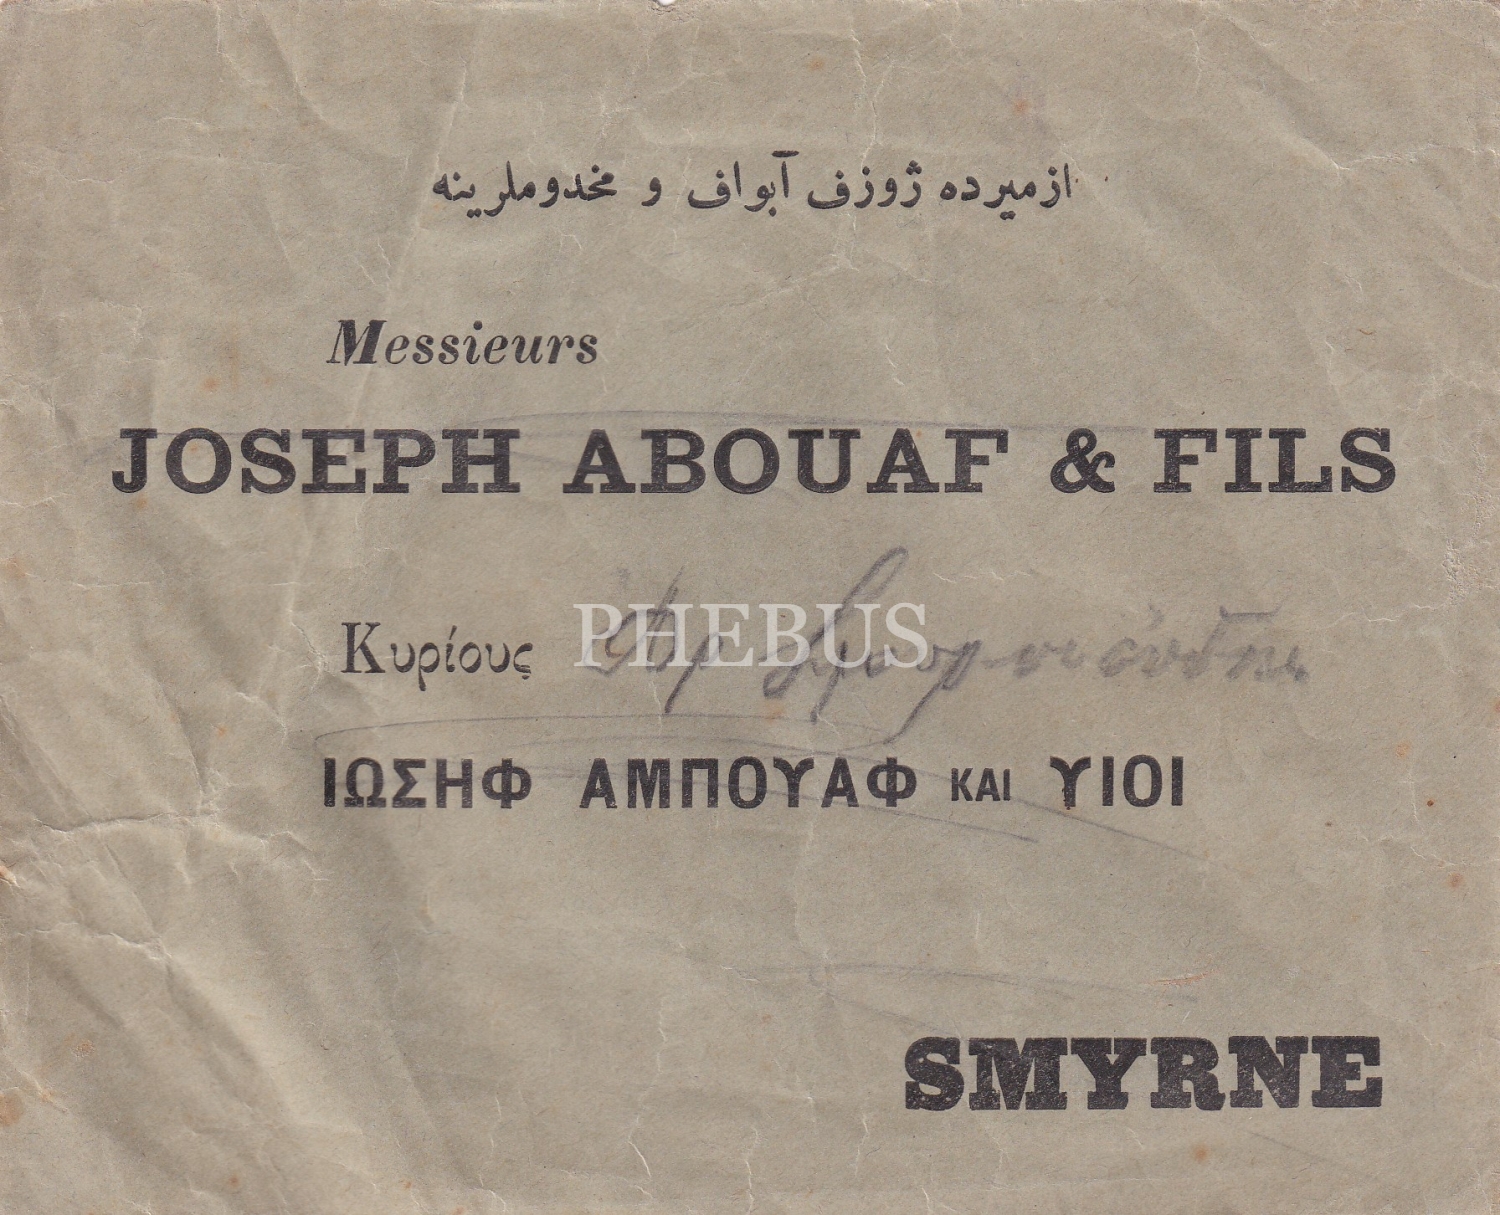 ازمیرده ژوزف آبواف و مخدوملرینه
Messieurs
JOSEPH ABOUAF & FILS
Κυρίους
PHEBUS
ΙΩΣΗΦ ΑΜΠΟΥΑΦ ΚΑΙ ΥΙΟΙ
SMYRNE